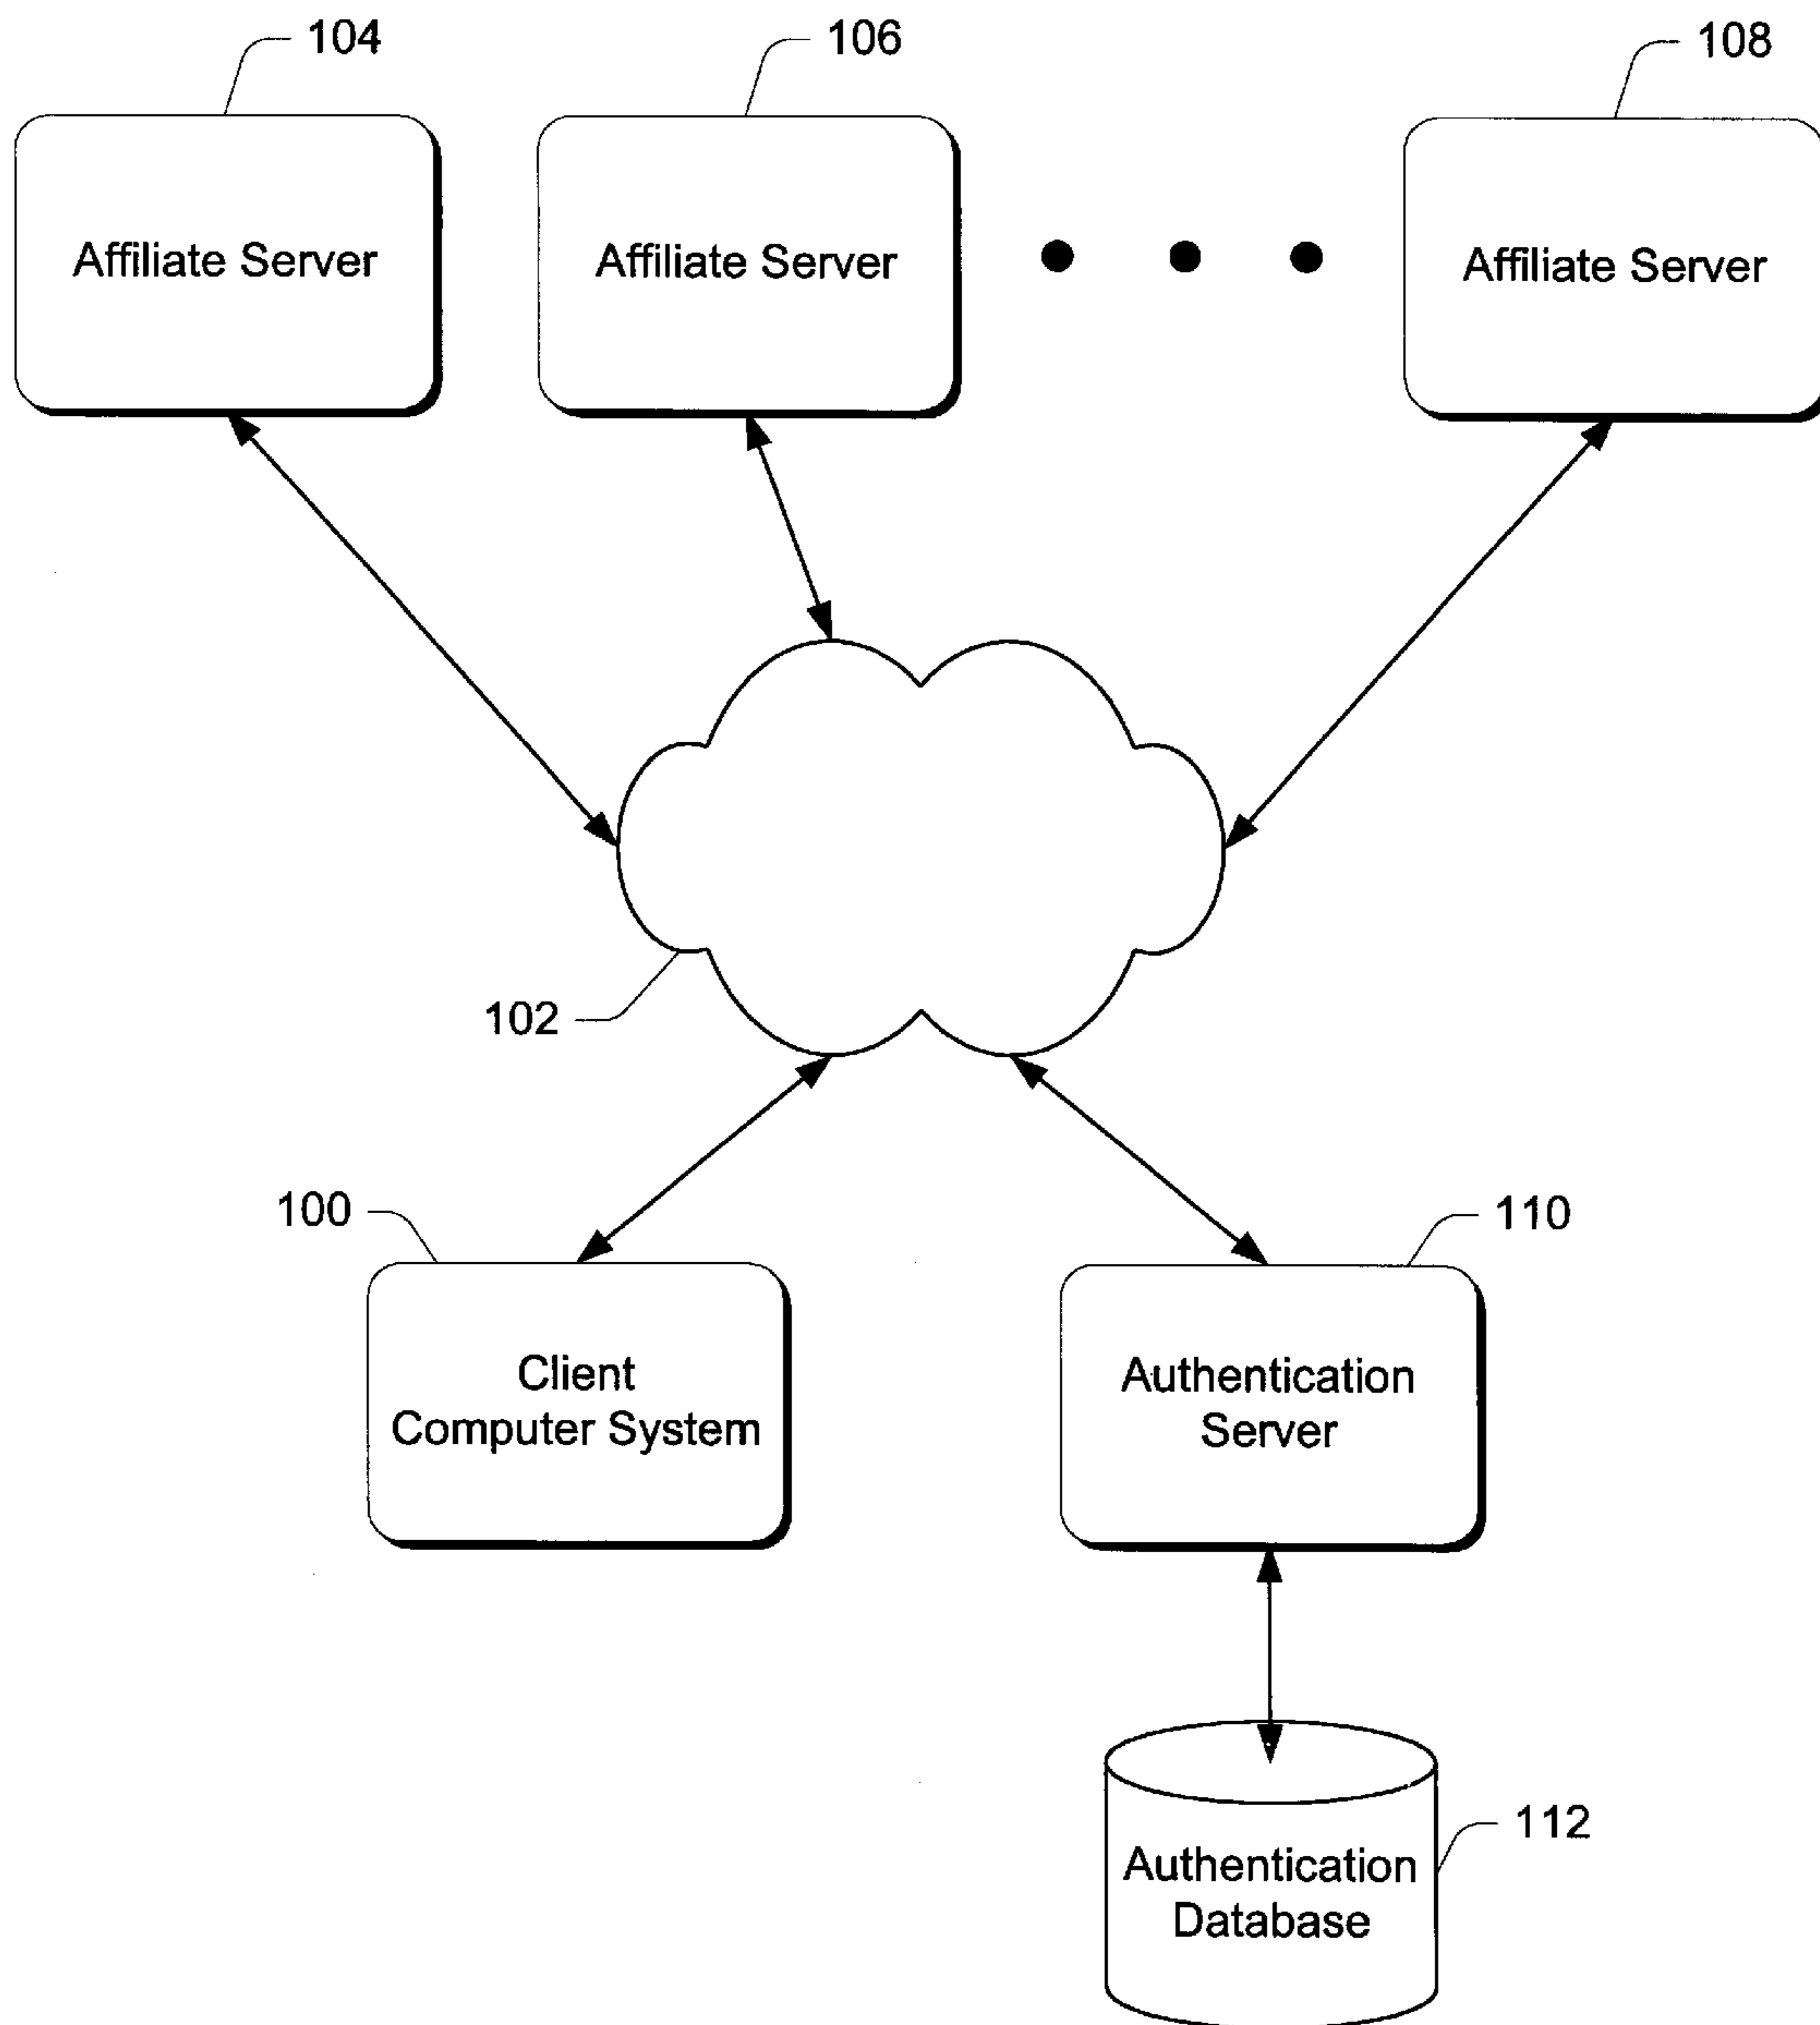 104
106
108
Affiliate Server
Affiliate Server
Affiliate Server
102
100
110
Client
Computer System
Authentication
Server
112
Authentication
Database